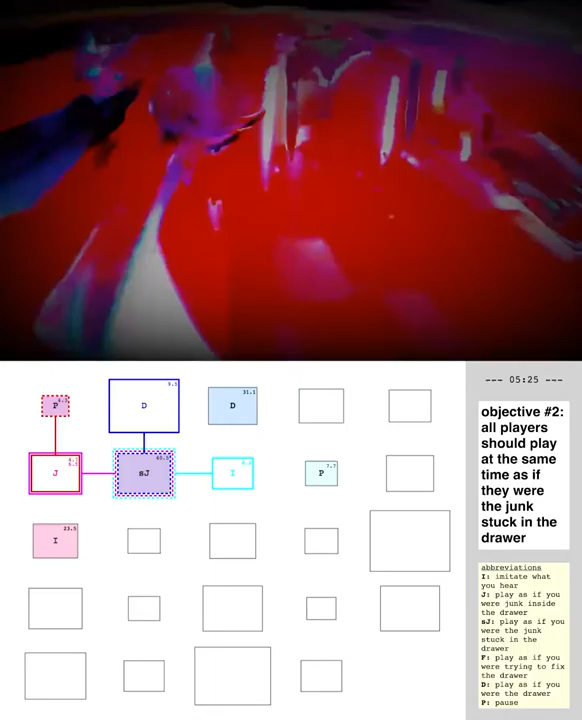 --- 05:25 ---
objective #2:
all players
should play
at the same
time as if
they were
the junk
stuck in the
drawer
abbreviations
I: imitate what
you hear
J: play as if you
were junk inside
the drawer
sJ: play as if you
were the junk
stuck in the
drawer
F: play as if you
were trying to fix
the drawer
D: play as if you
were the drawer
P: pause
P
D
31.1
D
J
sJ
I
7.7
P
23.5
I